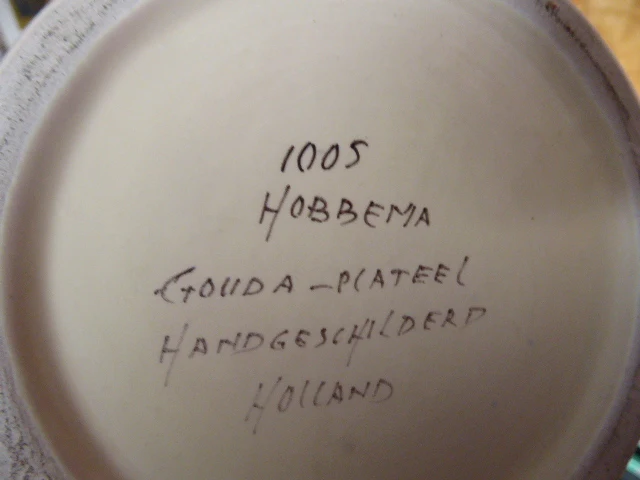 1005
HOBBEMA
GOUDA-PLATEEL
HANDGESCHILDERD
HOLLAND